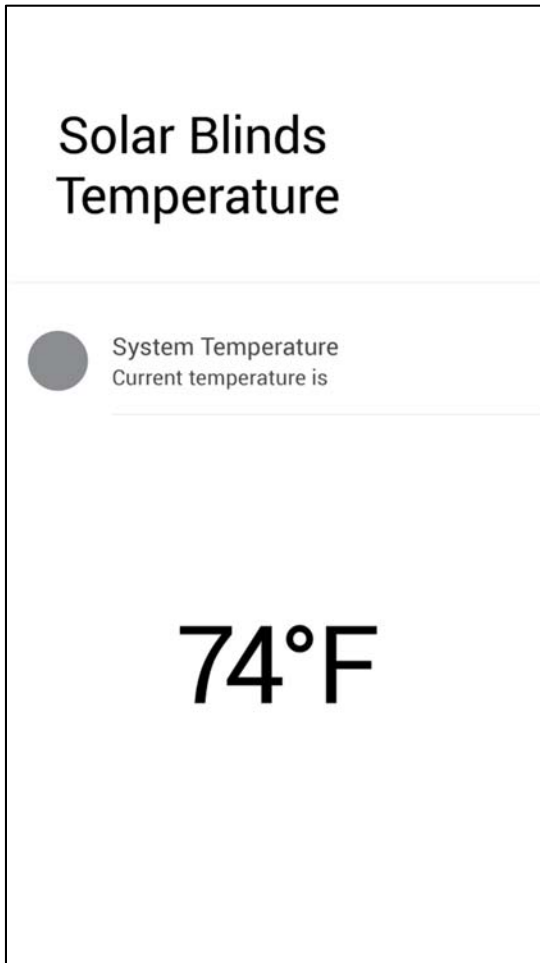 Solar Blinds
Temperature
System Temperature
Current temperature is
74°F